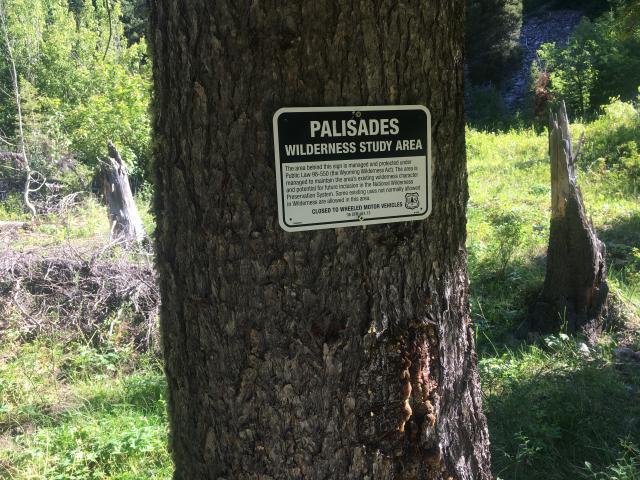 PALISADES
WILDERNESS STUDY AREA
The area behind this sign is managed and protected under
Public Law 98-550 (the Wyoming Wilderness Act). The area is
managed to maintain the area's existing wilderness character
and potential for future inclusion in the National Wilderness
Preservation System. Some existing uses not normally allowed
in Wilderness are allowed in this area.
CLOSED TO WHEELED MOTOR VEHICLES